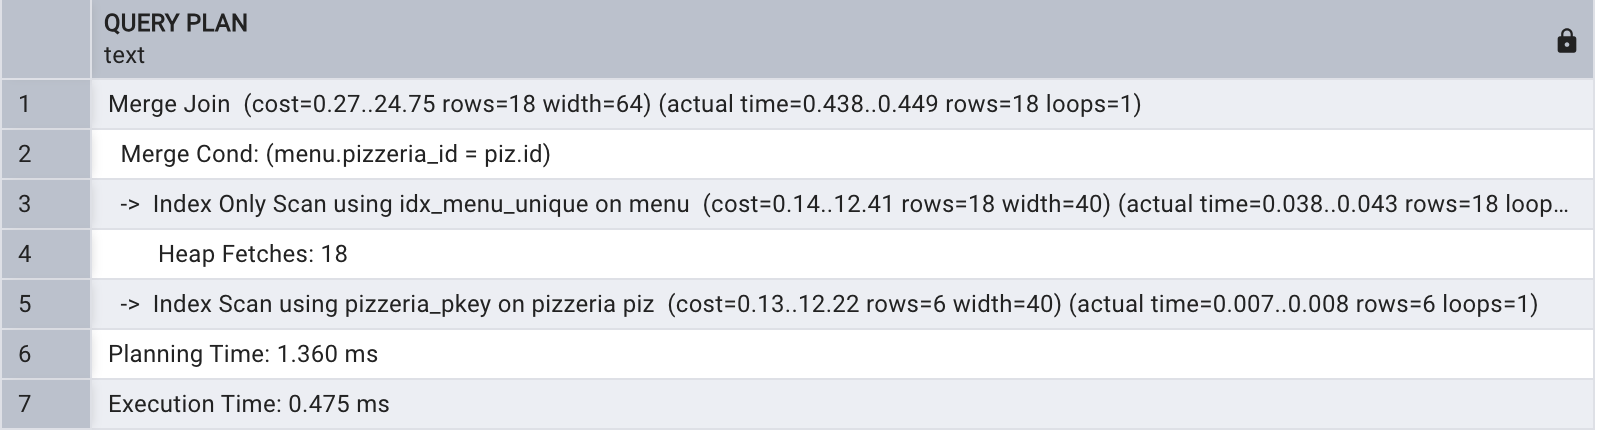 QUERY PLAN
text
1 Merge Join (cost=0.27..24.75 rows=18 width=64) (actual time=0.438..0.449 rows=18 loops=1)
2 Merge Cond: (menu.pizzeria_id = piz.id)
3 -> Index Only Scan using idx_menu_unique on menu (cost=0.14..12.41 rows=18 width=40) (actual time=0.038..0.043 rows=18 loop...
4 Heap Fetches: 18
5 -> Index Scan using pizzeria_pkey on pizzeria piz (cost=0.13..12.22 rows=6 width=40) (actual time=0.007..0.008 rows=6 loops=1)
6 Planning Time: 1.360 ms
7 Execution Time: 0.475 ms